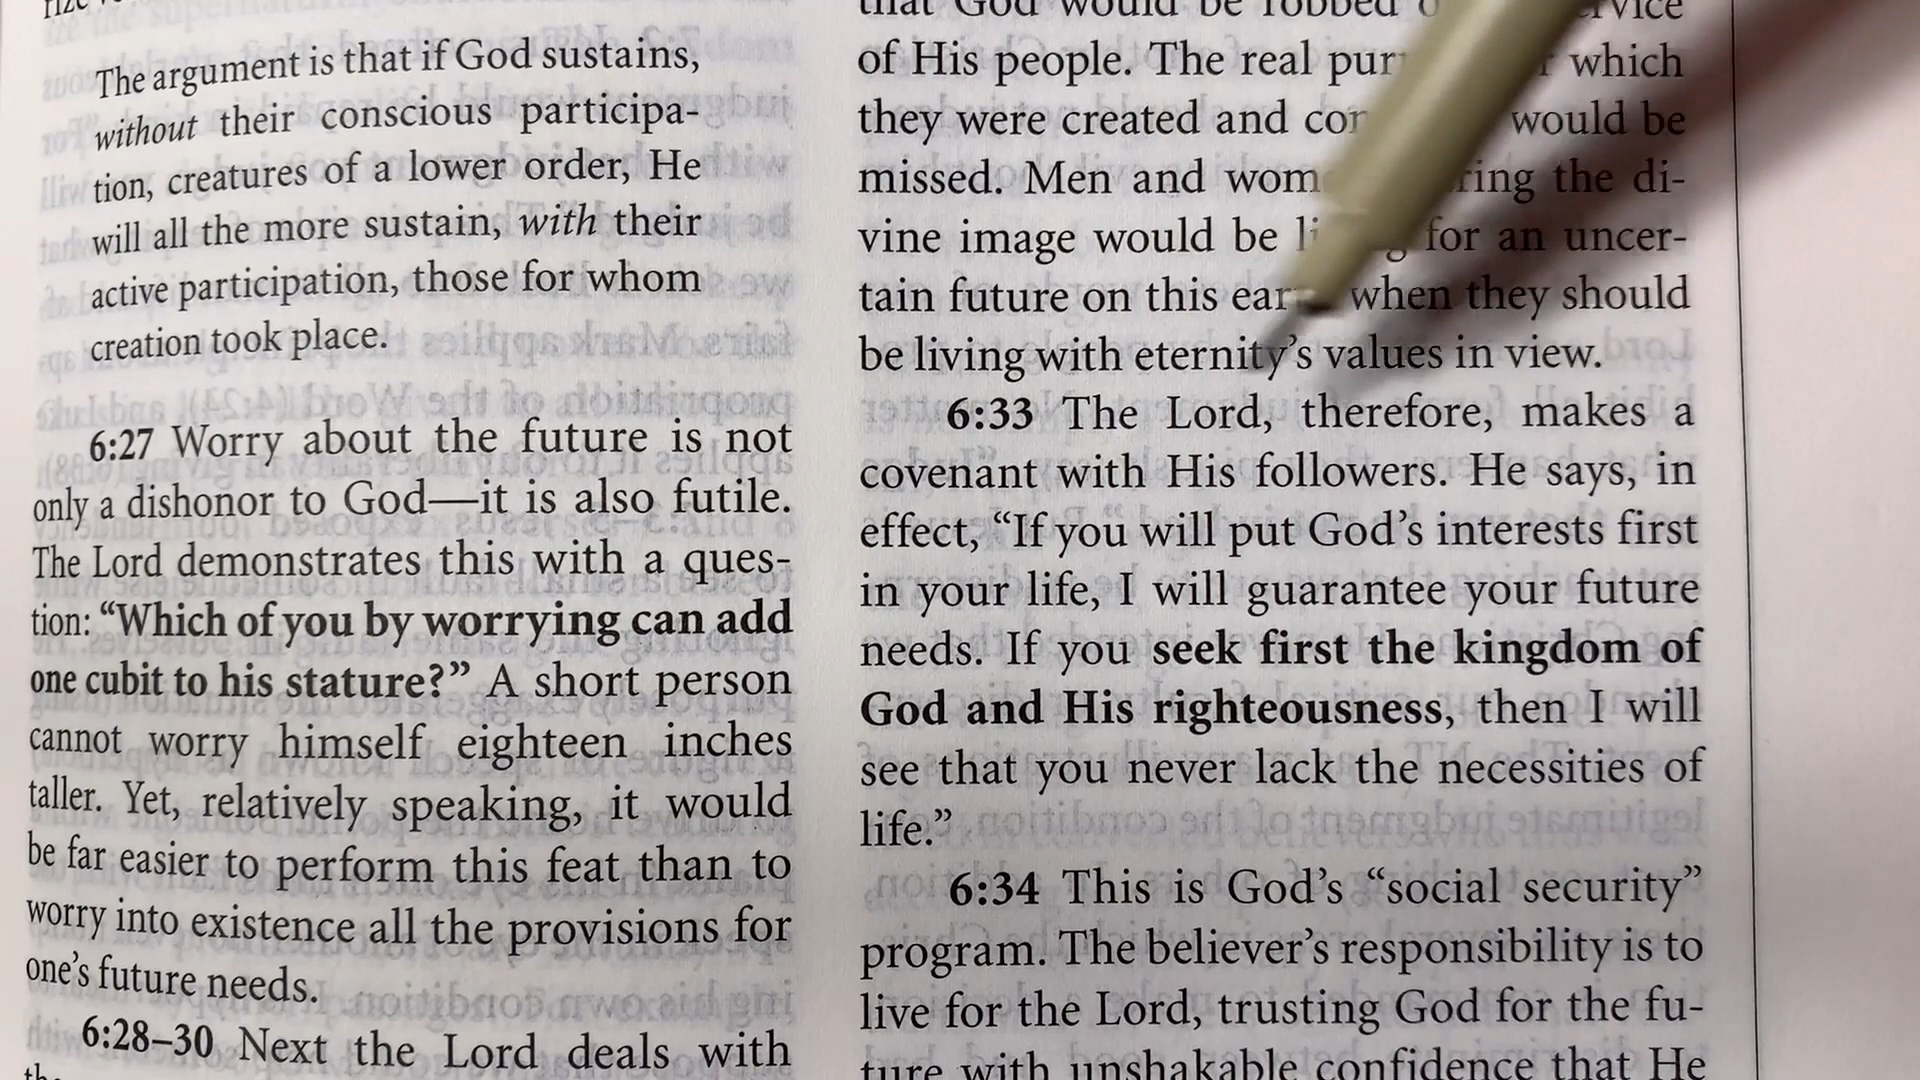 The argument is that if God sustains,
without their conscious participa-
tion, creatures of a lower order, He
will all the more sustain, with their
active participation, those for whom
creation took place.
6:27 Worry about the future is not
only a dishonor to God—it is also futile.
The Lord demonstrates this with a ques-
tion: “Which of you by worrying can add
one cubit to his stature?” A short person
cannot worry himself eighteen inches
taller. Yet, relatively speaking, it would
be far easier to perform this feat than to
worry into existence all the provisions for
one’s future needs.
6:28–30 Next the Lord deals with
that God would be robbed
of His people. The real which
they were created and would be
missed. Men and the di-
vine image would be for an uncer-
tain future on this when they should
be living with eternity’s values in view.
6:33 The Lord, therefore, makes a
covenant with His followers. He says, in
effect, “If you will put God’s interests first
in your life, I will guarantee your future
needs. If you seek first the kingdom of
God and His righteousness, then I will
see that you never lack the necessities of
life.”
6:34 This is God’s “social security”
program. The believer’s responsibility is to
live for the Lord, trusting God for the fu-
ture with unshakable confidence that He